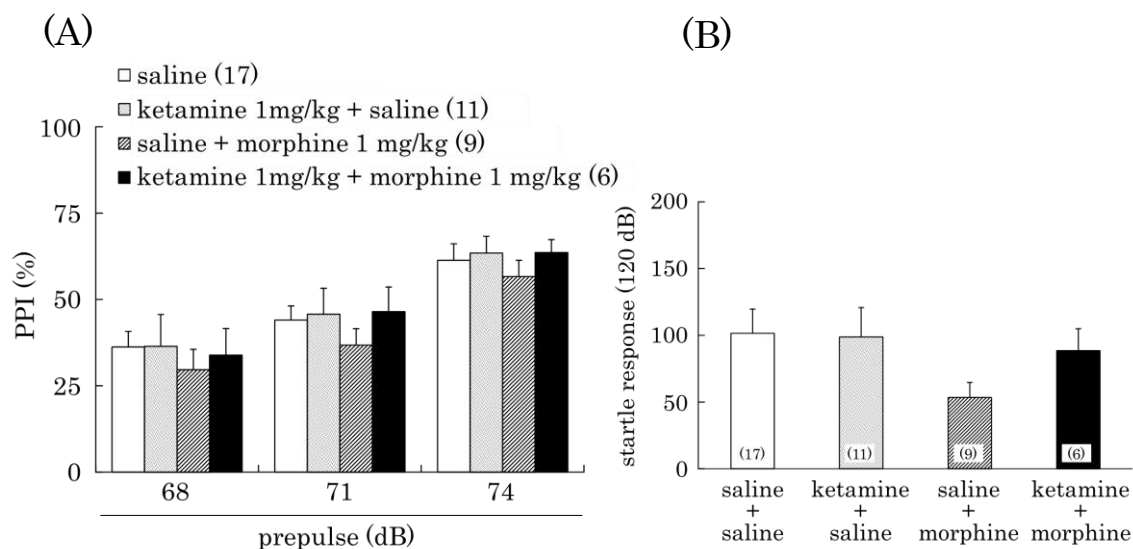 (A)
saline (17)
ketamine 1mg/kg + saline (11)
saline + morphine 1 mg/kg (9)
ketamine 1mg/kg + morphine 1 mg/kg (6)
100
75
50
25
0
PPI (%)
68 71 74
prepulse (dB)
(B)
200
150
100
50
0
startle response (120 dB)
(17) (11) (9) (6)
saline ketamine saline ketamine
+ + + +
saline saline morphine morphine